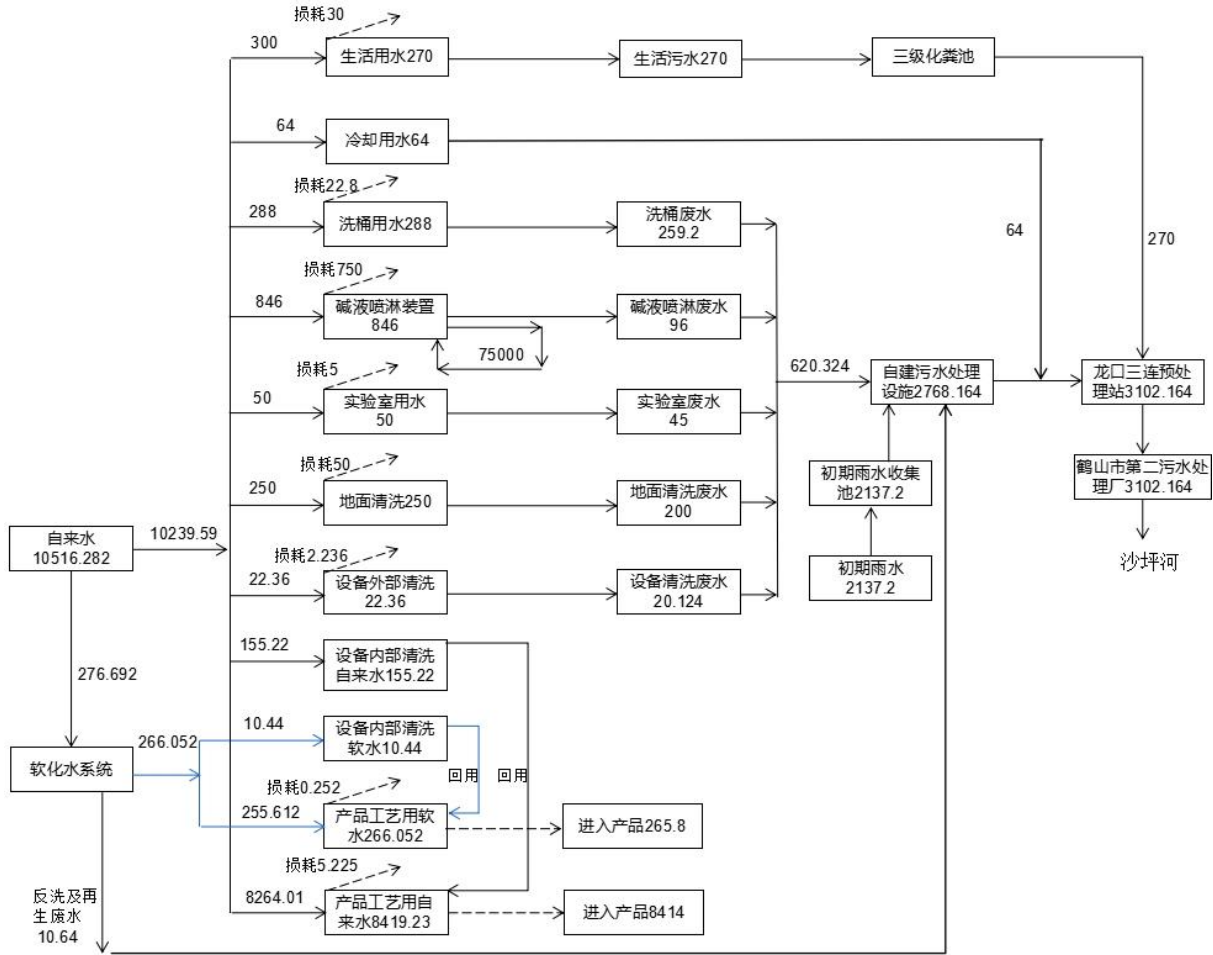 损耗30
300
生活用水270
生活污水270
三级化粪池
64
冷却用水64
损耗22.8
288
洗桶用水288
洗桶废水
259.2
64
270
损耗750
846
碱液喷淋装置
846
碱液喷淋废水
96
75000
损耗5
50
实验室用水
50
实验室废水
45
620.324
自建污水处理
设施2768.164
龙口三连预处
理站3102.164
损耗50
250
地面清洗250
地面清洗废水
200
初期雨水收集
池2137.2
鹤山市第二污水处
理厂3102.164
自来水
10516.282
10239.59
损耗2.236
22.36
设备外部清洗
22.36
设备清洗废水
20.124
初期雨水
2137.2
沙坪河
155.22
设备内部清洗
自来水155.22
276.692
10.44
设备内部清洗
软水10.44
软化水系统
266.052
回用
回用
损耗0.252
255.612
产品工艺用软
水266.052
进入产品265.8
损耗5.225
8264.01
产品工艺用自
来水8419.23
进入产品8414
反洗及再
生废水
10.64